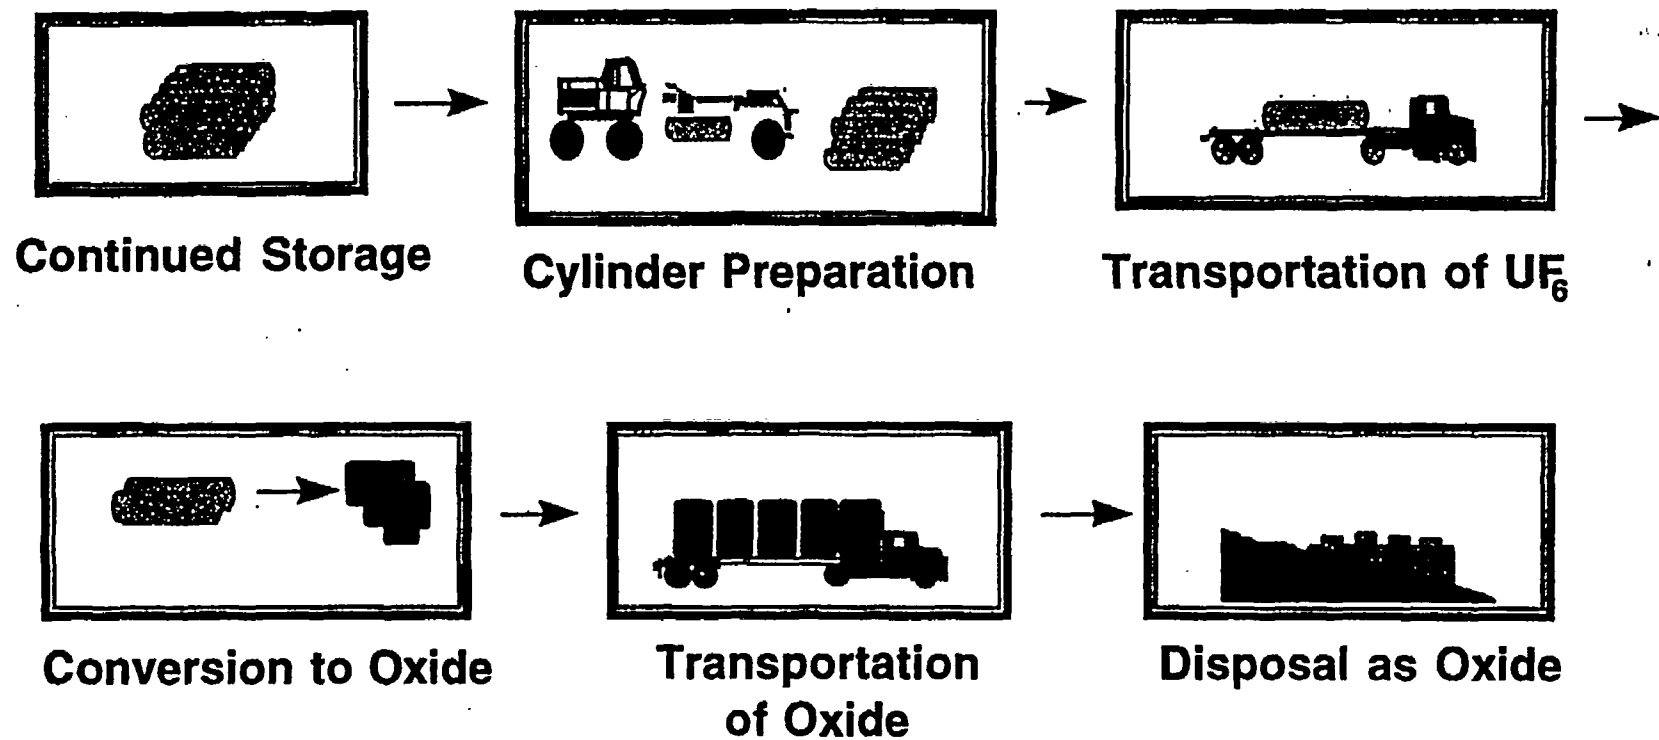 Continued Storage
Cylinder Preparation
Transportation of UF₆
Conversion to Oxide
Transportation
of Oxide
Disposal as Oxide